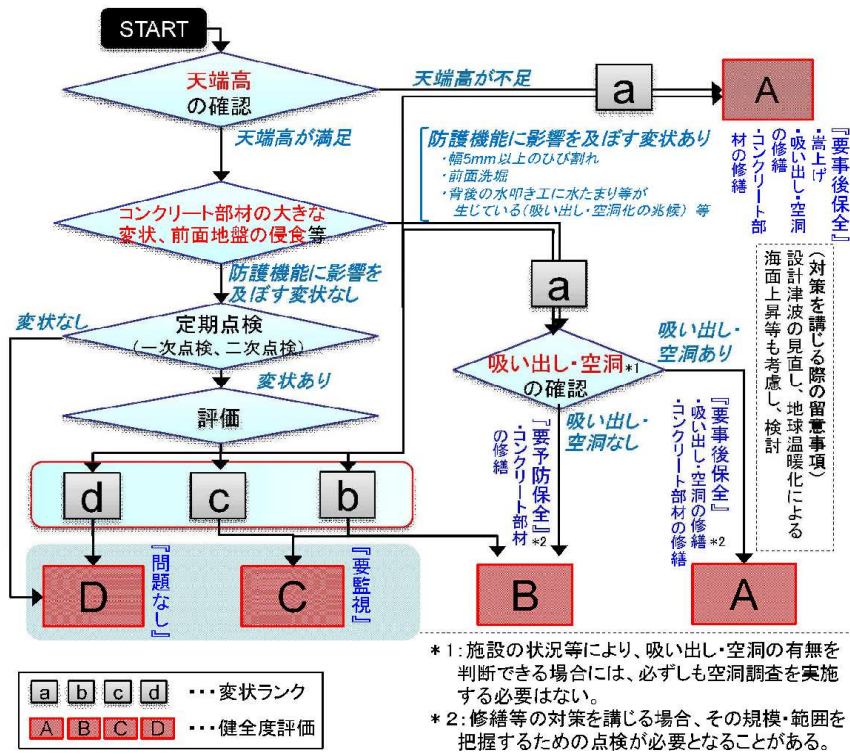 START
天端高
の確認
天端高が不足
a
A
天端高が満足
『要事後保全』
・嵩上げ
・吸い出し・空洞
の修繕
・コンクリート部
材の修繕
防護機能に影響を及ぼす変状あり
・幅5mm以上のひび割れ
・前面洗堀
・背後の水叩き工に水たまり等が
生じている(吸い出し・空洞化の兆候) 等
コンクリート部材の大きな
変状、前面地盤の侵食等
a
防護機能に影響を
及ぼす変状なし
(対策を講じる際の留意事項)
設計津波の見直し、地球温暖化による
海面上昇等も考慮し、検討
変状なし
定期点検
(一次点検、二次点検)
吸い出し・空洞*1
の確認
吸い出し・
空洞あり
変状あり
評価
吸い出し・
空洞なし
『要予防保全』
・コンクリート部材
の修繕
*2
『要事後保全』
・吸い出し・空洞の修繕
・コンクリート部材の修繕
*2
d
c
b
D
『問題なし』
C
『要監視』
B
A
*1:施設の状況等により、吸い出し・空洞の有無を
判断できる場合には、必ずしも空洞調査を実施
する必要はない。
*2:修繕等の対策を講じる場合、その規模・範囲を
把握するための点検が必要となることがある。
a b c d ・・・変状ランク
A B C D ・・・健全度評価